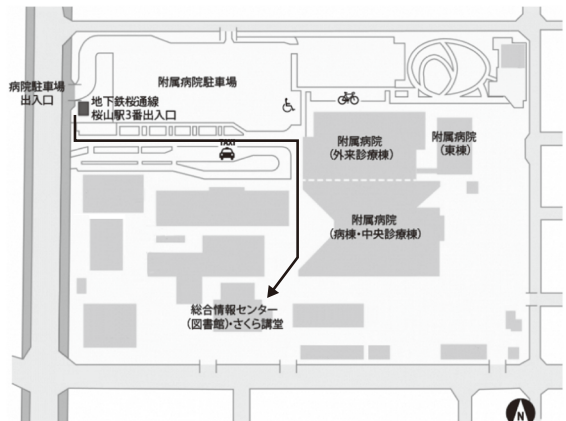 病院駐車場
出入口
附属病院駐車場
地下鉄桜通線
桜山駅3番出入口
TAXI
附属病院
(外来診療棟)
附属病院
(東棟)
附属病院
(病棟・中央診療棟)
総合情報センター
(図書館)・さくら講堂
N